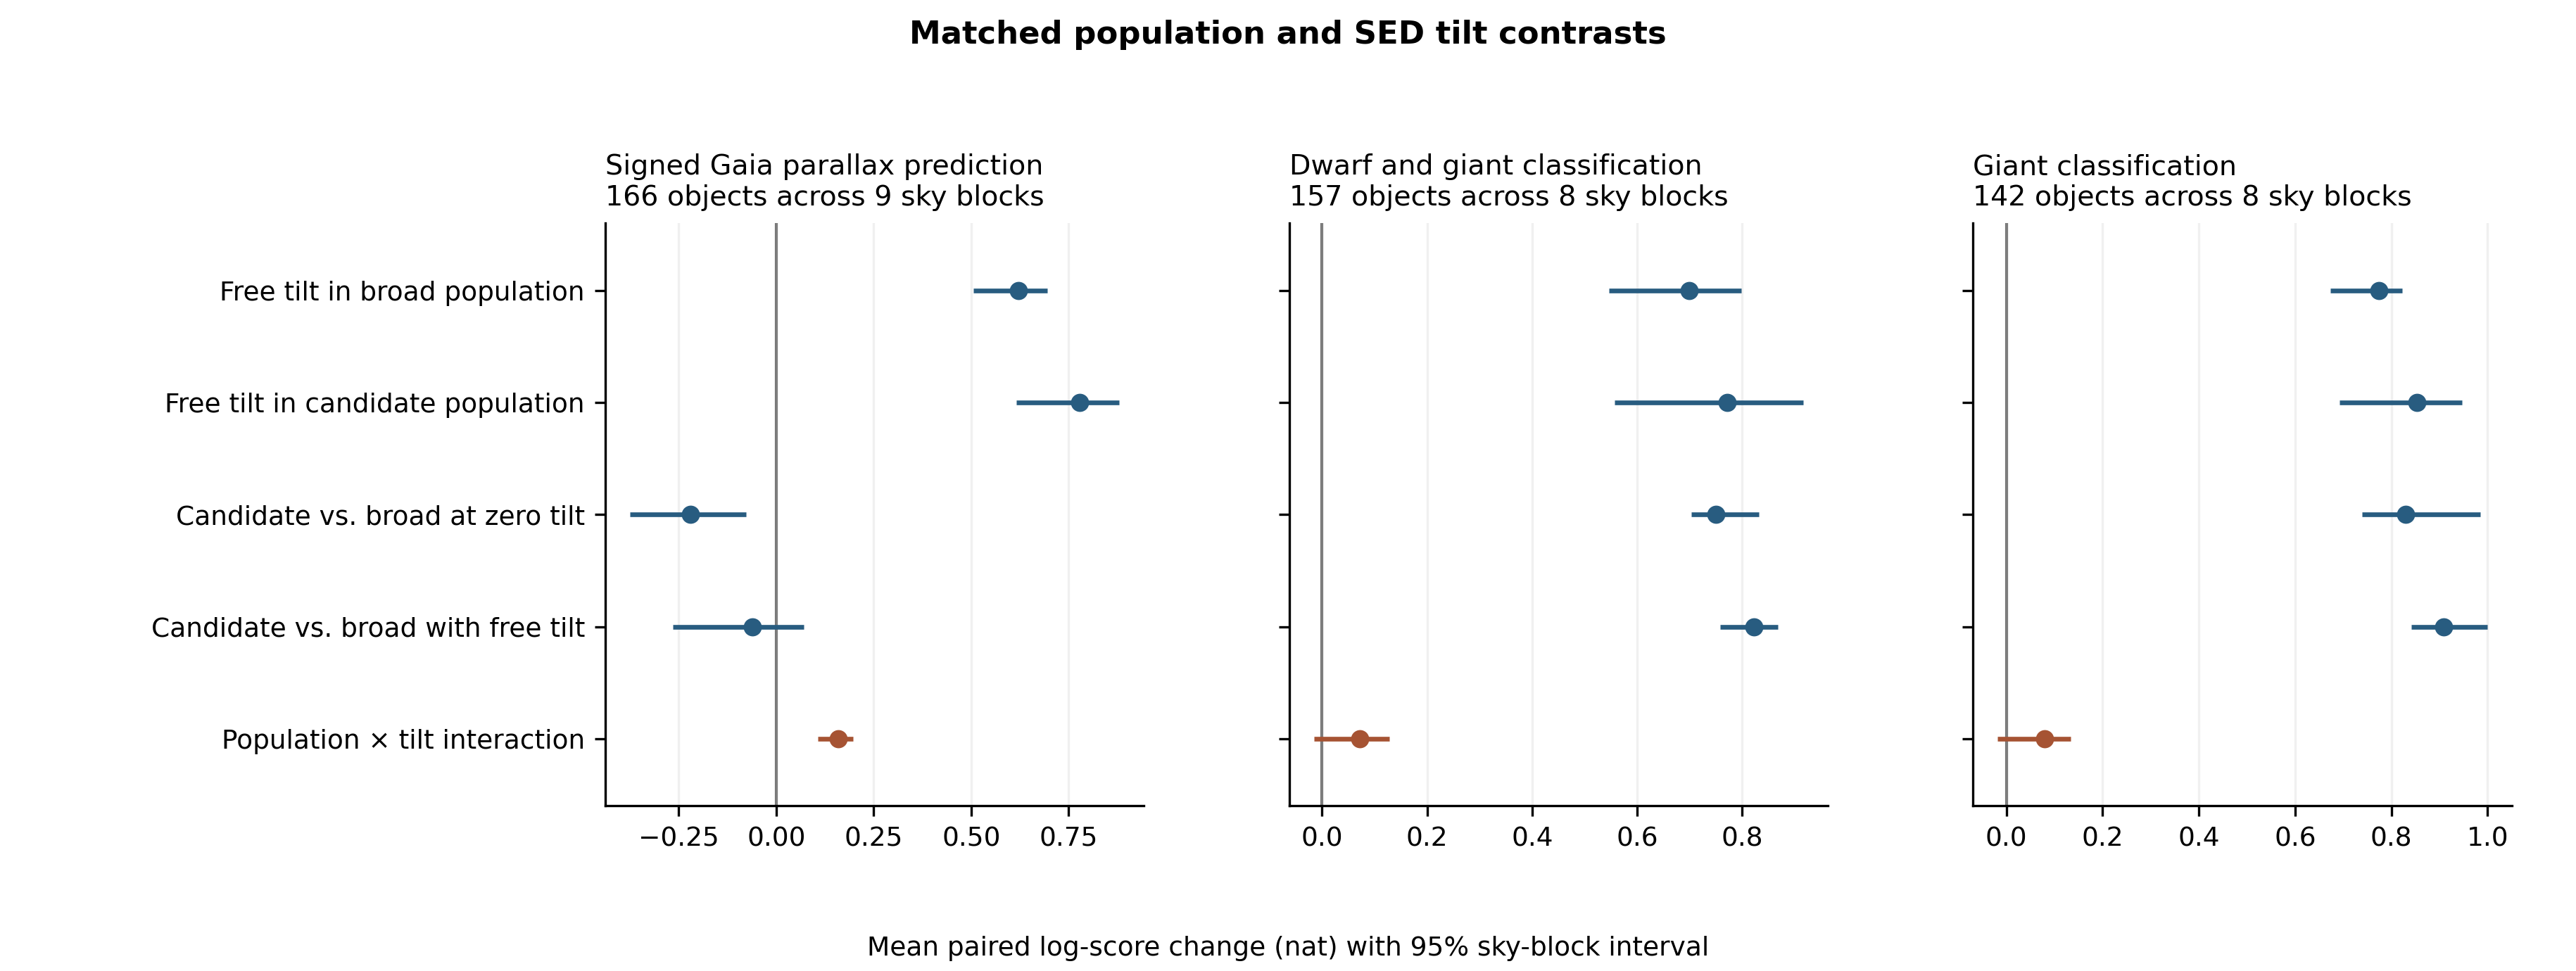 Matched population and SED tilt contrasts
Signed Gaia parallax prediction
166 objects across 9 sky blocks
Dwarf and giant classification
157 objects across 8 sky blocks
Giant classification
142 objects across 8 sky blocks
Free tilt in broad population
Free tilt in candidate population
Candidate vs. broad at zero tilt
Candidate vs. broad with free tilt
Population × tilt interaction
−0.25 0.00 0.25 0.50 0.75
0.0 0.2 0.4 0.6 0.8
0.0 0.2 0.4 0.6 0.8 1.0
Mean paired log-score change (nat) with 95% sky-block interval